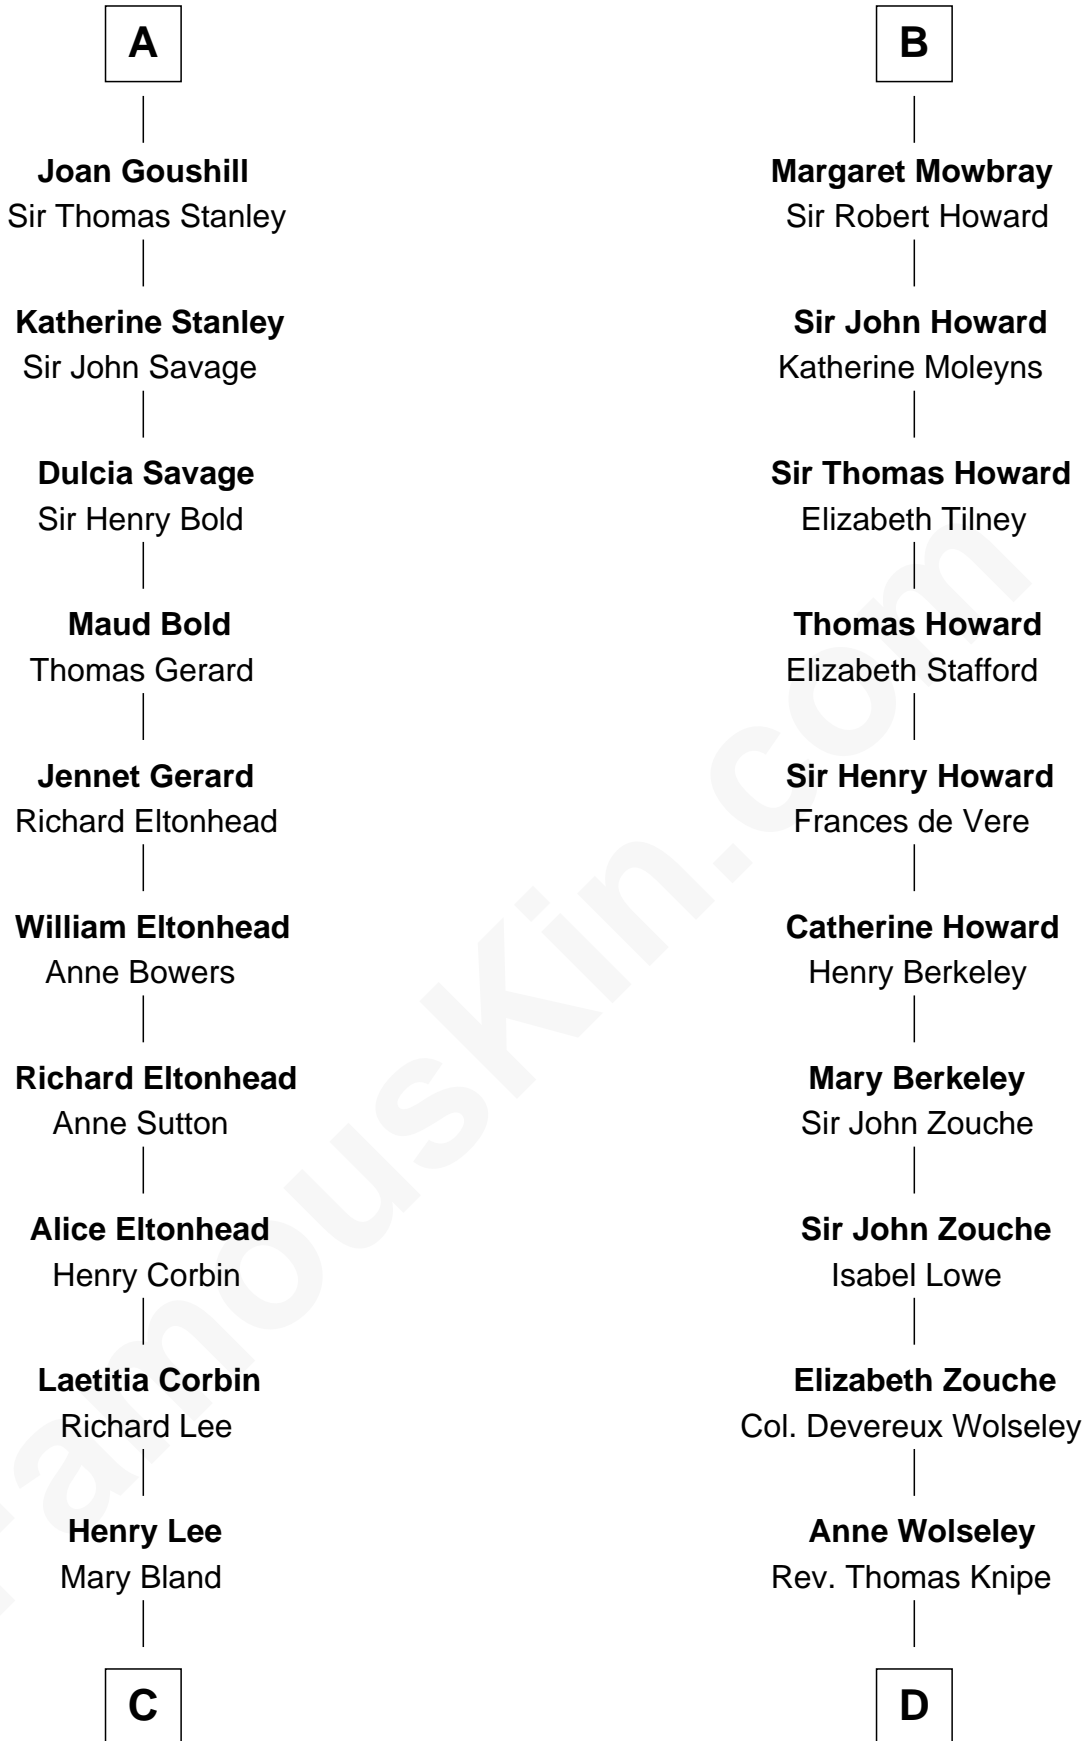 A
Joan Goushill
Sir Thomas Stanley
Katherine Stanley
Sir John Savage
Dulcia Savage
Sir Henry Bold
Maud Bold
Thomas Gerard
Jennet Gerard
Richard Eltonhead
William Eltonhead
Anne Bowers
Richard Eltonhead
Anne Sutton
Alice Eltonhead
Henry Corbin
Laetitia Corbin
Richard Lee
Henry Lee
Mary Bland
C
B
Margaret Mowbray
Sir Robert Howard
Sir John Howard
Katherine Moleyns
Sir Thomas Howard
Elizabeth Tilney
Thomas Howard
Elizabeth Stafford
Sir Henry Howard
Frances de Vere
Catherine Howard
Henry Berkeley
Mary Berkeley
Sir John Zouche
Sir John Zouche
Isabel Lowe
Elizabeth Zouche
Col. Devereux Wolseley
Anne Wolseley
Rev. Thomas Knipe
D
FamousKin.com